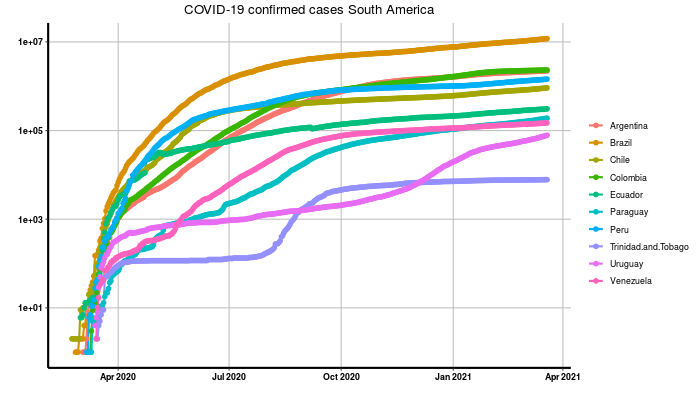 COVID-19 confirmed cases South America
1e+07
1e+05
1e+03
1e+01
Apr 2020
Jul 2020
Oct 2020
Jan 2021
Apr 2021
Argentina
Brazil
Chile
Colombia
Ecuador
Paraguay
Peru
Trinidad.and.Tobago
Uruguay
Venezuela